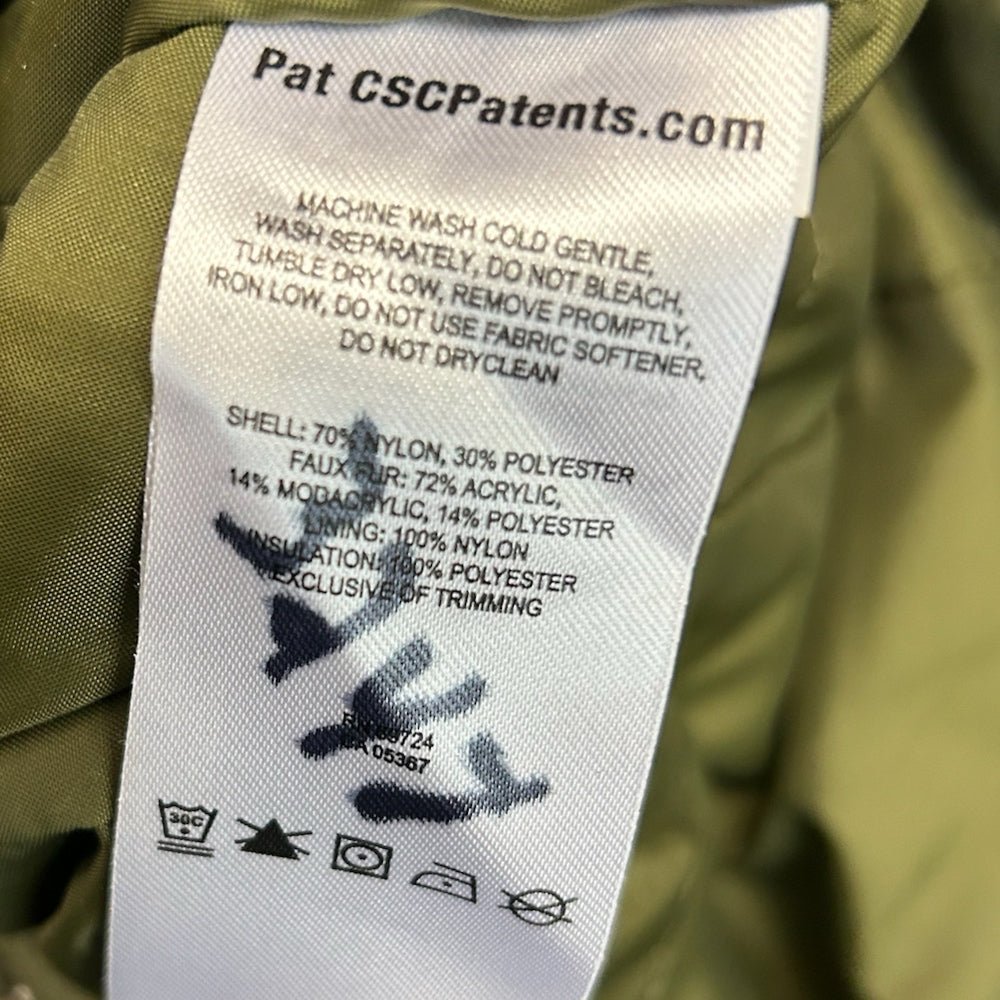 Pat CSCPatents.com
MACHINE WASH COLD GENTLE,
WASH SEPARATELY, DO NOT BLEACH,
TUMBLE DRY LOW, REMOVE PROMPTLY,
IRON LOW, DO NOT USE FABRIC SOFTENER,
DO NOT DRYCLEAN
SHELL: 70% NYLON, 30% POLYESTER
FAUX FUR: 72% ACRYLIC,
14% MODACRYLIC, 14% POLYESTER
LINING: 100% NYLON
INSULATION: 100% POLYESTER
EXCLUSIVE OF TRIMMING
CA 05367
30C